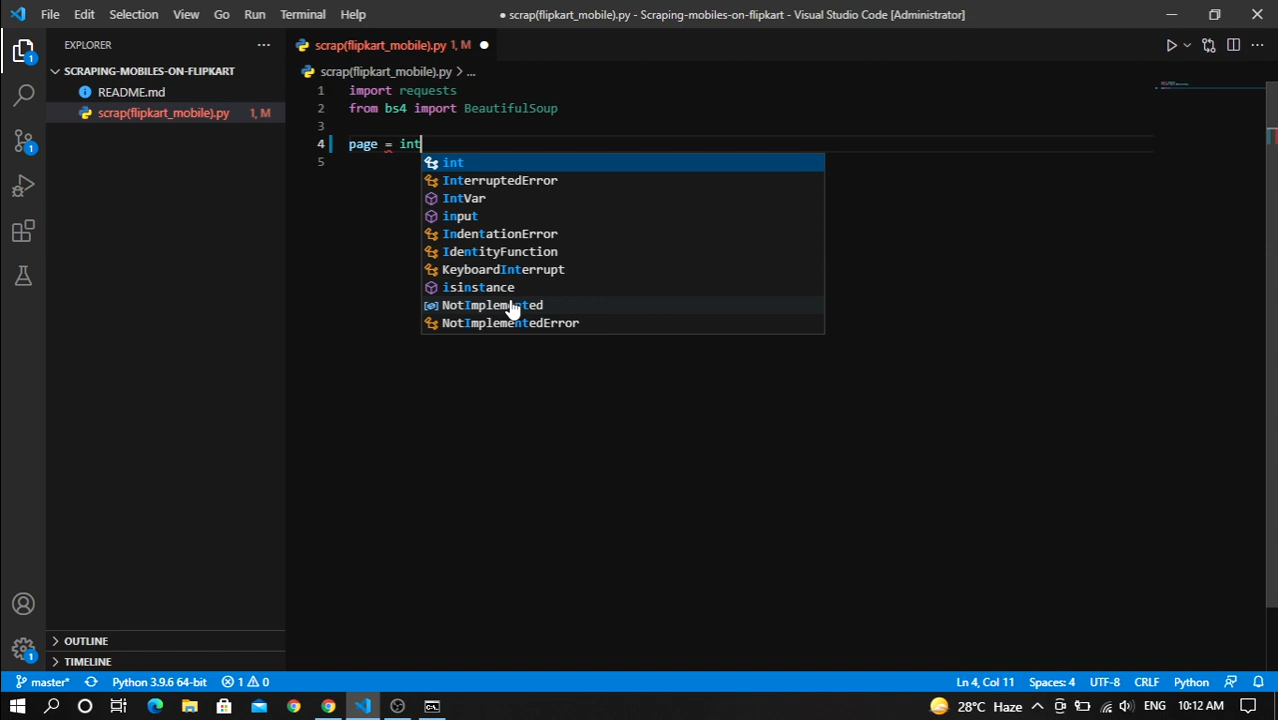 File Edit Selection View Go Run Terminal Help
● scrap(flipkart_mobile).py - Scraping-mobiles-on-flipkart - Visual Studio Code [Administrator]
EXPLORER
SCRAPING-MOBILES-ON-FLIPKART
README.md
scrap(flipkart_mobile).py 1, M
OUTLINE
TIMELINE
1
1
1
scrap(flipkart_mobile).py 1, M
scrap(flipkart_mobile).py > ...
1 import requests
2 from bs4 import BeautifulSoup
3
4 page = int
5
int
InterruptedError
IntVar
input
IndentationError
IdentityFunction
KeyboardInterrupt
isinstance
NotImplemented
NotImplementedError
master* Python 3.9.6 64-bit 1 0 Ln 4, Col 11 Spaces: 4 UTF-8 CRLF Python
28°C Haze ENG 10:12 AM